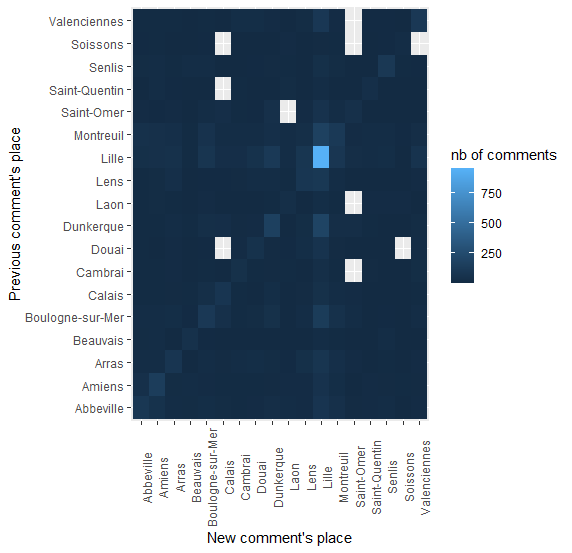 Previous comment's place
Valenciennes
Soissons
Senlis
Saint-Quentin
Saint-Omer
Montreuil
Lille
Lens
Laon
Dunkerque
Douai
Cambrai
Calais
Boulogne-sur-Mer
Beauvais
Arras
Amiens
Abbeville
Abbeville
Amiens
Arras
Beauvais
Boulogne-sur-Mer
Calais
Cambrai
Douai
Dunkerque
Laon
Lens
Lille
Montreuil
Saint-Omer
Saint-Quentin
Senlis
Soissons
Valenciennes
New comment's place
nb of comments
750
500
250